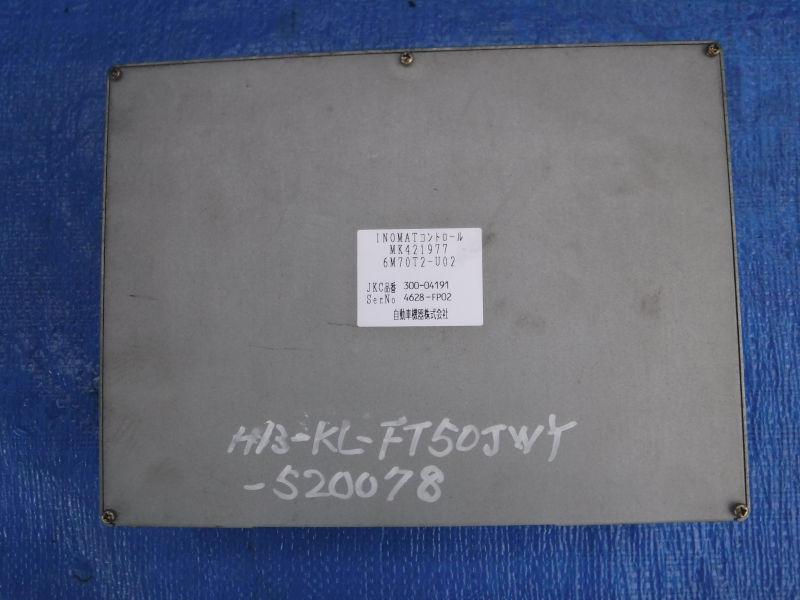 INOMATコントロール
MK421977
6M70T2-U02
JKC品番 300-04191
SerNo 4628-FP02
自動車機器株式会社
H13-KL-FT50JWY
-520078